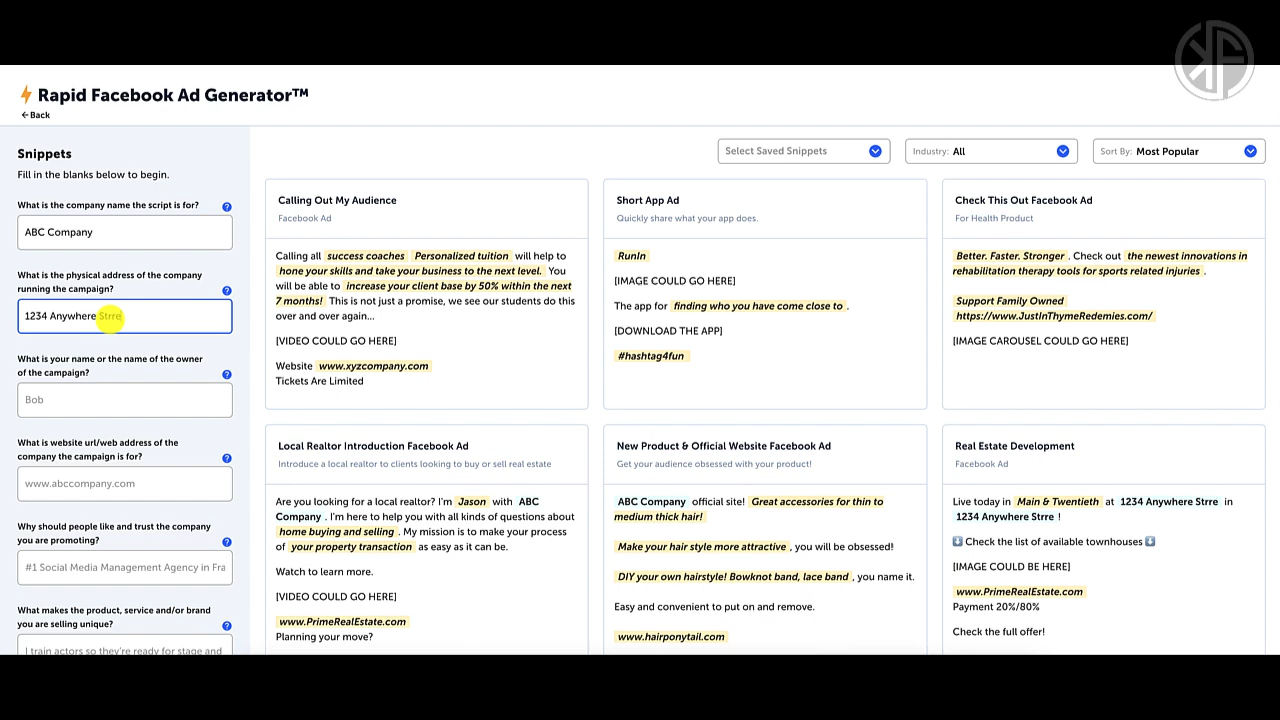 Rapid Facebook Ad Generator™
← Back
Snippets
Fill in the blanks below to begin.
What is the company name the script is for?
?
ABC Company
What is the physical address of the company
running the campaign?
?
1234 Anywhere Strre
What is your name or the name of the owner
of the campaign?
?
Bob
What is website url/web address of the
company the campaign is for?
?
www.abccompany.com
Why should people like and trust the company
you are promoting?
?
#1 Social Media Management Agency in Fra
What makes the product, service and/or brand
you are selling unique?
?
I train actors so they're ready for stage and
Select Saved Snippets
Industry: All
Sort By: Most Popular
Calling Out My Audience
Facebook Ad
Calling all success coaches Personalized tuition will help to
hone your skills and take your business to the next level. You
will be able to increase your client base by 50% within the next
7 months! This is not just a promise, we see our students do this
over and over again...
[VIDEO COULD GO HERE]
Website www.xyzcompany.com
Tickets Are Limited
Short App Ad
Quickly share what your app does.
RunIn
[IMAGE COULD GO HERE]
The app for finding who you have come close to .
[DOWNLOAD THE APP]
#hashtag4fun
Check This Out Facebook Ad
For Health Product
Better. Faster. Stronger . Check out the newest innovations in
rehabilitation therapy tools for sports related injuries .
Support Family Owned
https://www.JustInThymeRedemies.com/
[IMAGE CAROUSEL COULD GO HERE]
Local Realtor Introduction Facebook Ad
Introduce a local realtor to clients looking to buy or sell real estate
Are you looking for a local realtor? I'm Jason with ABC
Company . I'm here to help you with all kinds of questions about
home buying and selling . My mission is to make your process
of your property transaction as easy as it can be.
Watch to learn more.
[VIDEO COULD GO HERE]
www.PrimeRealEstate.com
Planning your move?
New Product & Official Website Facebook Ad
Get your audience obsessed with your product!
ABC Company official site! Great accessories for thin to
medium thick hair!
Make your hair style more attractive , you will be obsessed!
DIY your own hairstyle! Bowknot band, lace band , you name it.
Easy and convenient to put on and remove.
www.hairponytail.com
Real Estate Development
Facebook Ad
Live today in Main & Twentieth at 1234 Anywhere Strre in
1234 Anywhere Strre !
⬇️ Check the list of available townhouses ⬇️
[IMAGE COULD BE HERE]
www.PrimeRealEstate.com
Payment 20%/80%
Check the full offer!